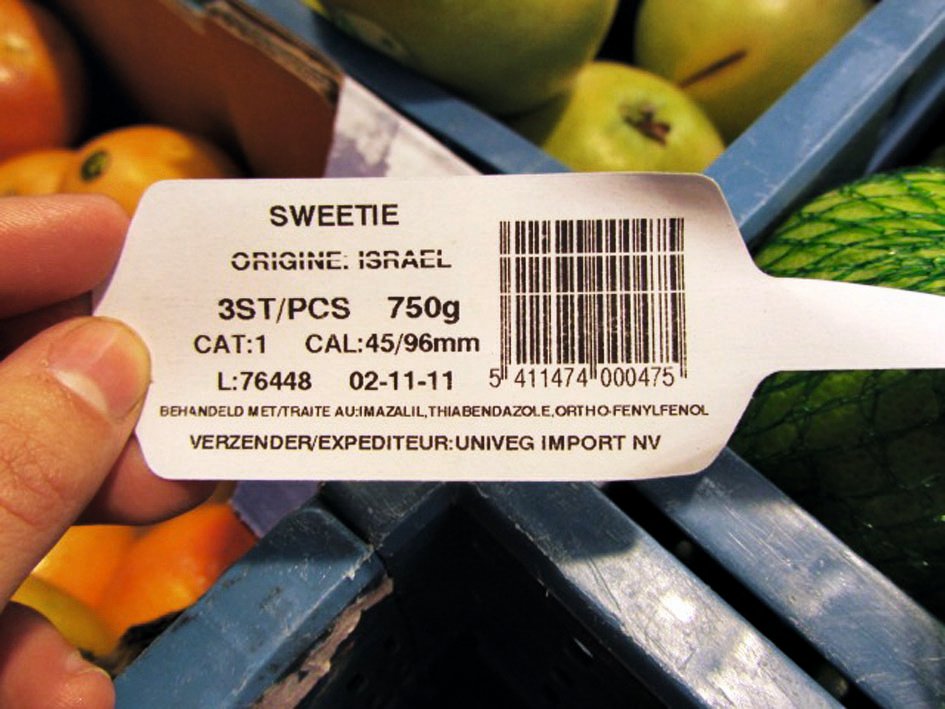 SWEETIE
ORIGINE: ISRAEL
3ST/PCS 750g
CAT:1 CAL:45/96mm
L:76448 02-11-11
5 411474 000475
BEHANDELD MET/TRAITE AU:IMAZALIL,THIABENDAZOLE,ORTHO-FENYLFENOL
VERZENDER/EXPEDITEUR:UNIVEG IMPORT NV